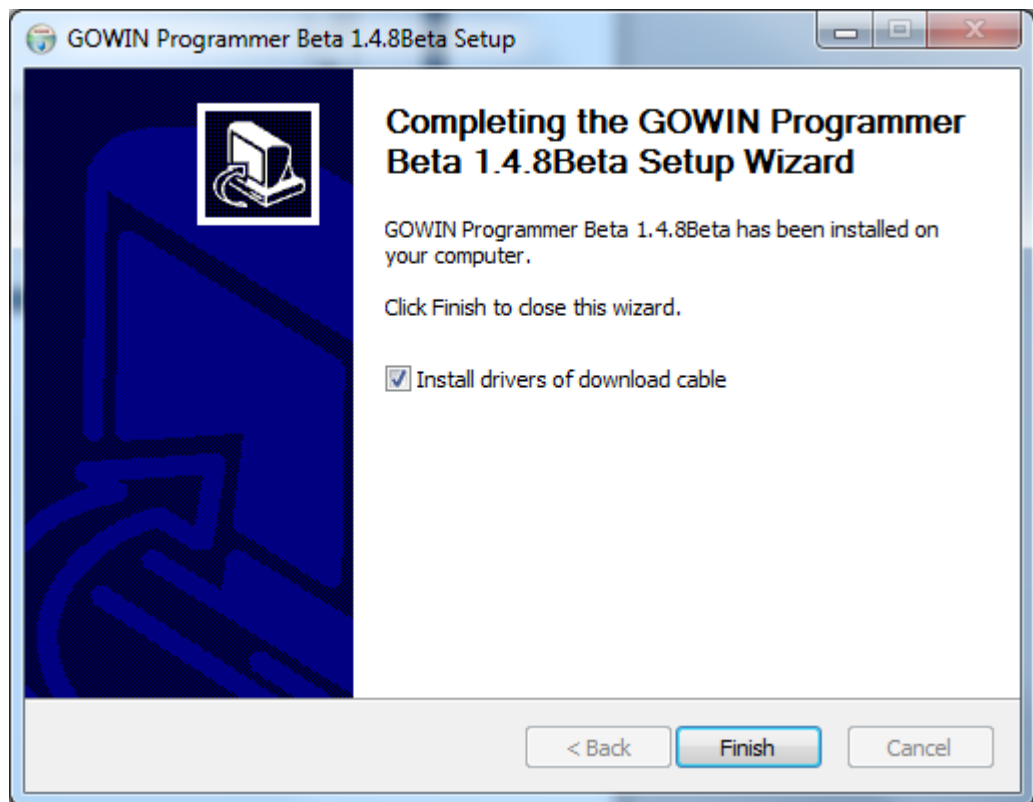 GOWIN Programmer Beta 1.4.8Beta Setup
Completing the GOWIN Programmer
Beta 1.4.8Beta Setup Wizard
GOWIN Programmer Beta 1.4.8Beta has been installed on
your computer.
Click Finish to close this wizard.
Install drivers of download cable
< Back
Finish
Cancel